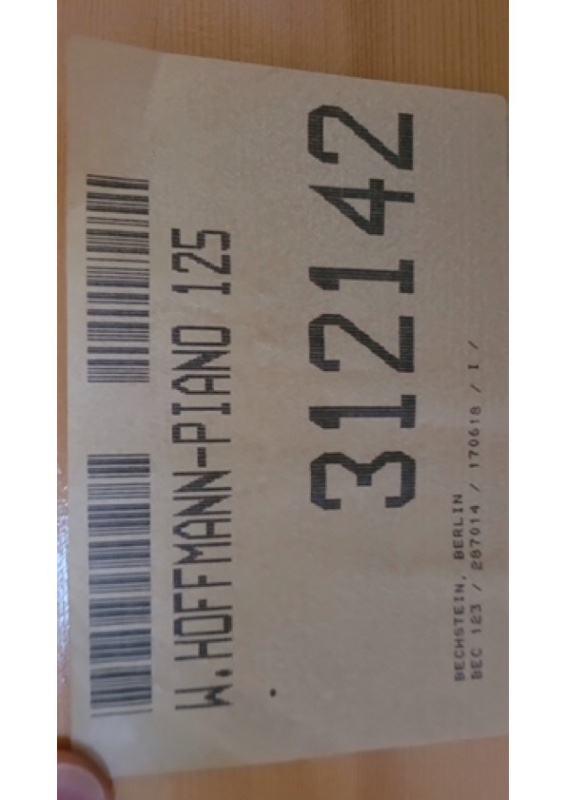 W.HOFFMANN-PIANO 125
312142
BECHSTEIN, BERLIN
BEC 123 / 287014 / 170618 / I /